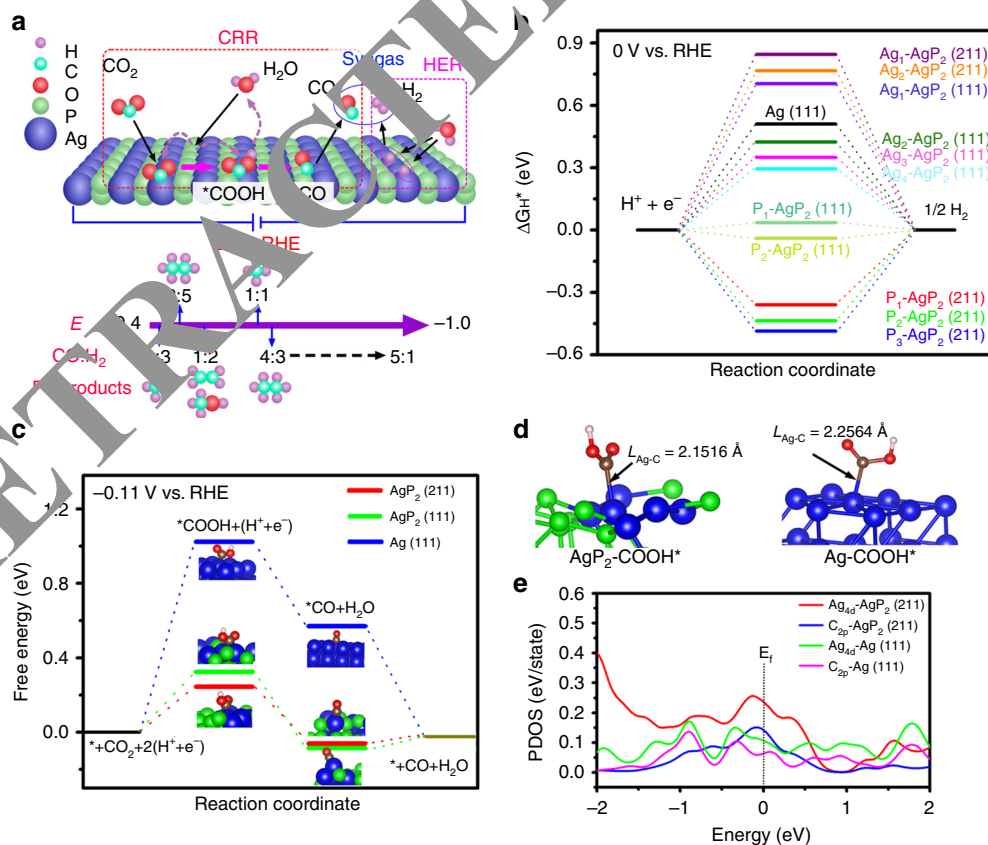 a
H
C
O
P
Ag
CRR
CO2
H2O
HER
H2
*COOH
RHE
1:1
E
−1.0
CO:H2
1:2
4:3
5:1
b
0 V vs. RHE
ΔGH* (eV)
0.9
0.6
0.3
0.0
−0.3
−0.6
H+ + e−
1/2 H2
Ag1-AgP2 (211)
Ag2-AgP2 (211)
Ag1-AgP2 (111)
Ag (111)
Ag2-AgP2 (111)
Ag3-AgP2 (111)
Ag4-AgP2 (111)
P1-AgP2 (111)
P2-AgP2 (111)
P1-AgP2 (211)
P2-AgP2 (211)
P3-AgP2 (211)
Reaction coordinate
c
−0.11 V vs. RHE
AgP2 (211)
AgP2 (111)
Ag (111)
Free energy (eV)
0.8
0.4
0.0
*COOH+(H++e−)
*CO+H2O
*+CO2+2(H++e−)
*+CO+H2O
Reaction coordinate
d
LAg-C = 2.1516 Å
LAg-C = 2.2564 Å
AgP2-COOH*
Ag-COOH*
e
Ag4d-AgP2 (211)
C2p-AgP2 (211)
Ag4d-Ag (111)
C2p-Ag (111)
Ef
PDOS (eV/state)
0.5
0.4
0.3
0.2
0.1
0.0
−2
−1
0
1
2
Energy (eV)